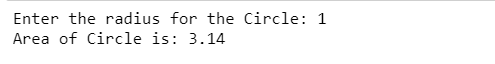 Enter the radius for the Circle: 1
Area of Circle is: 3.14